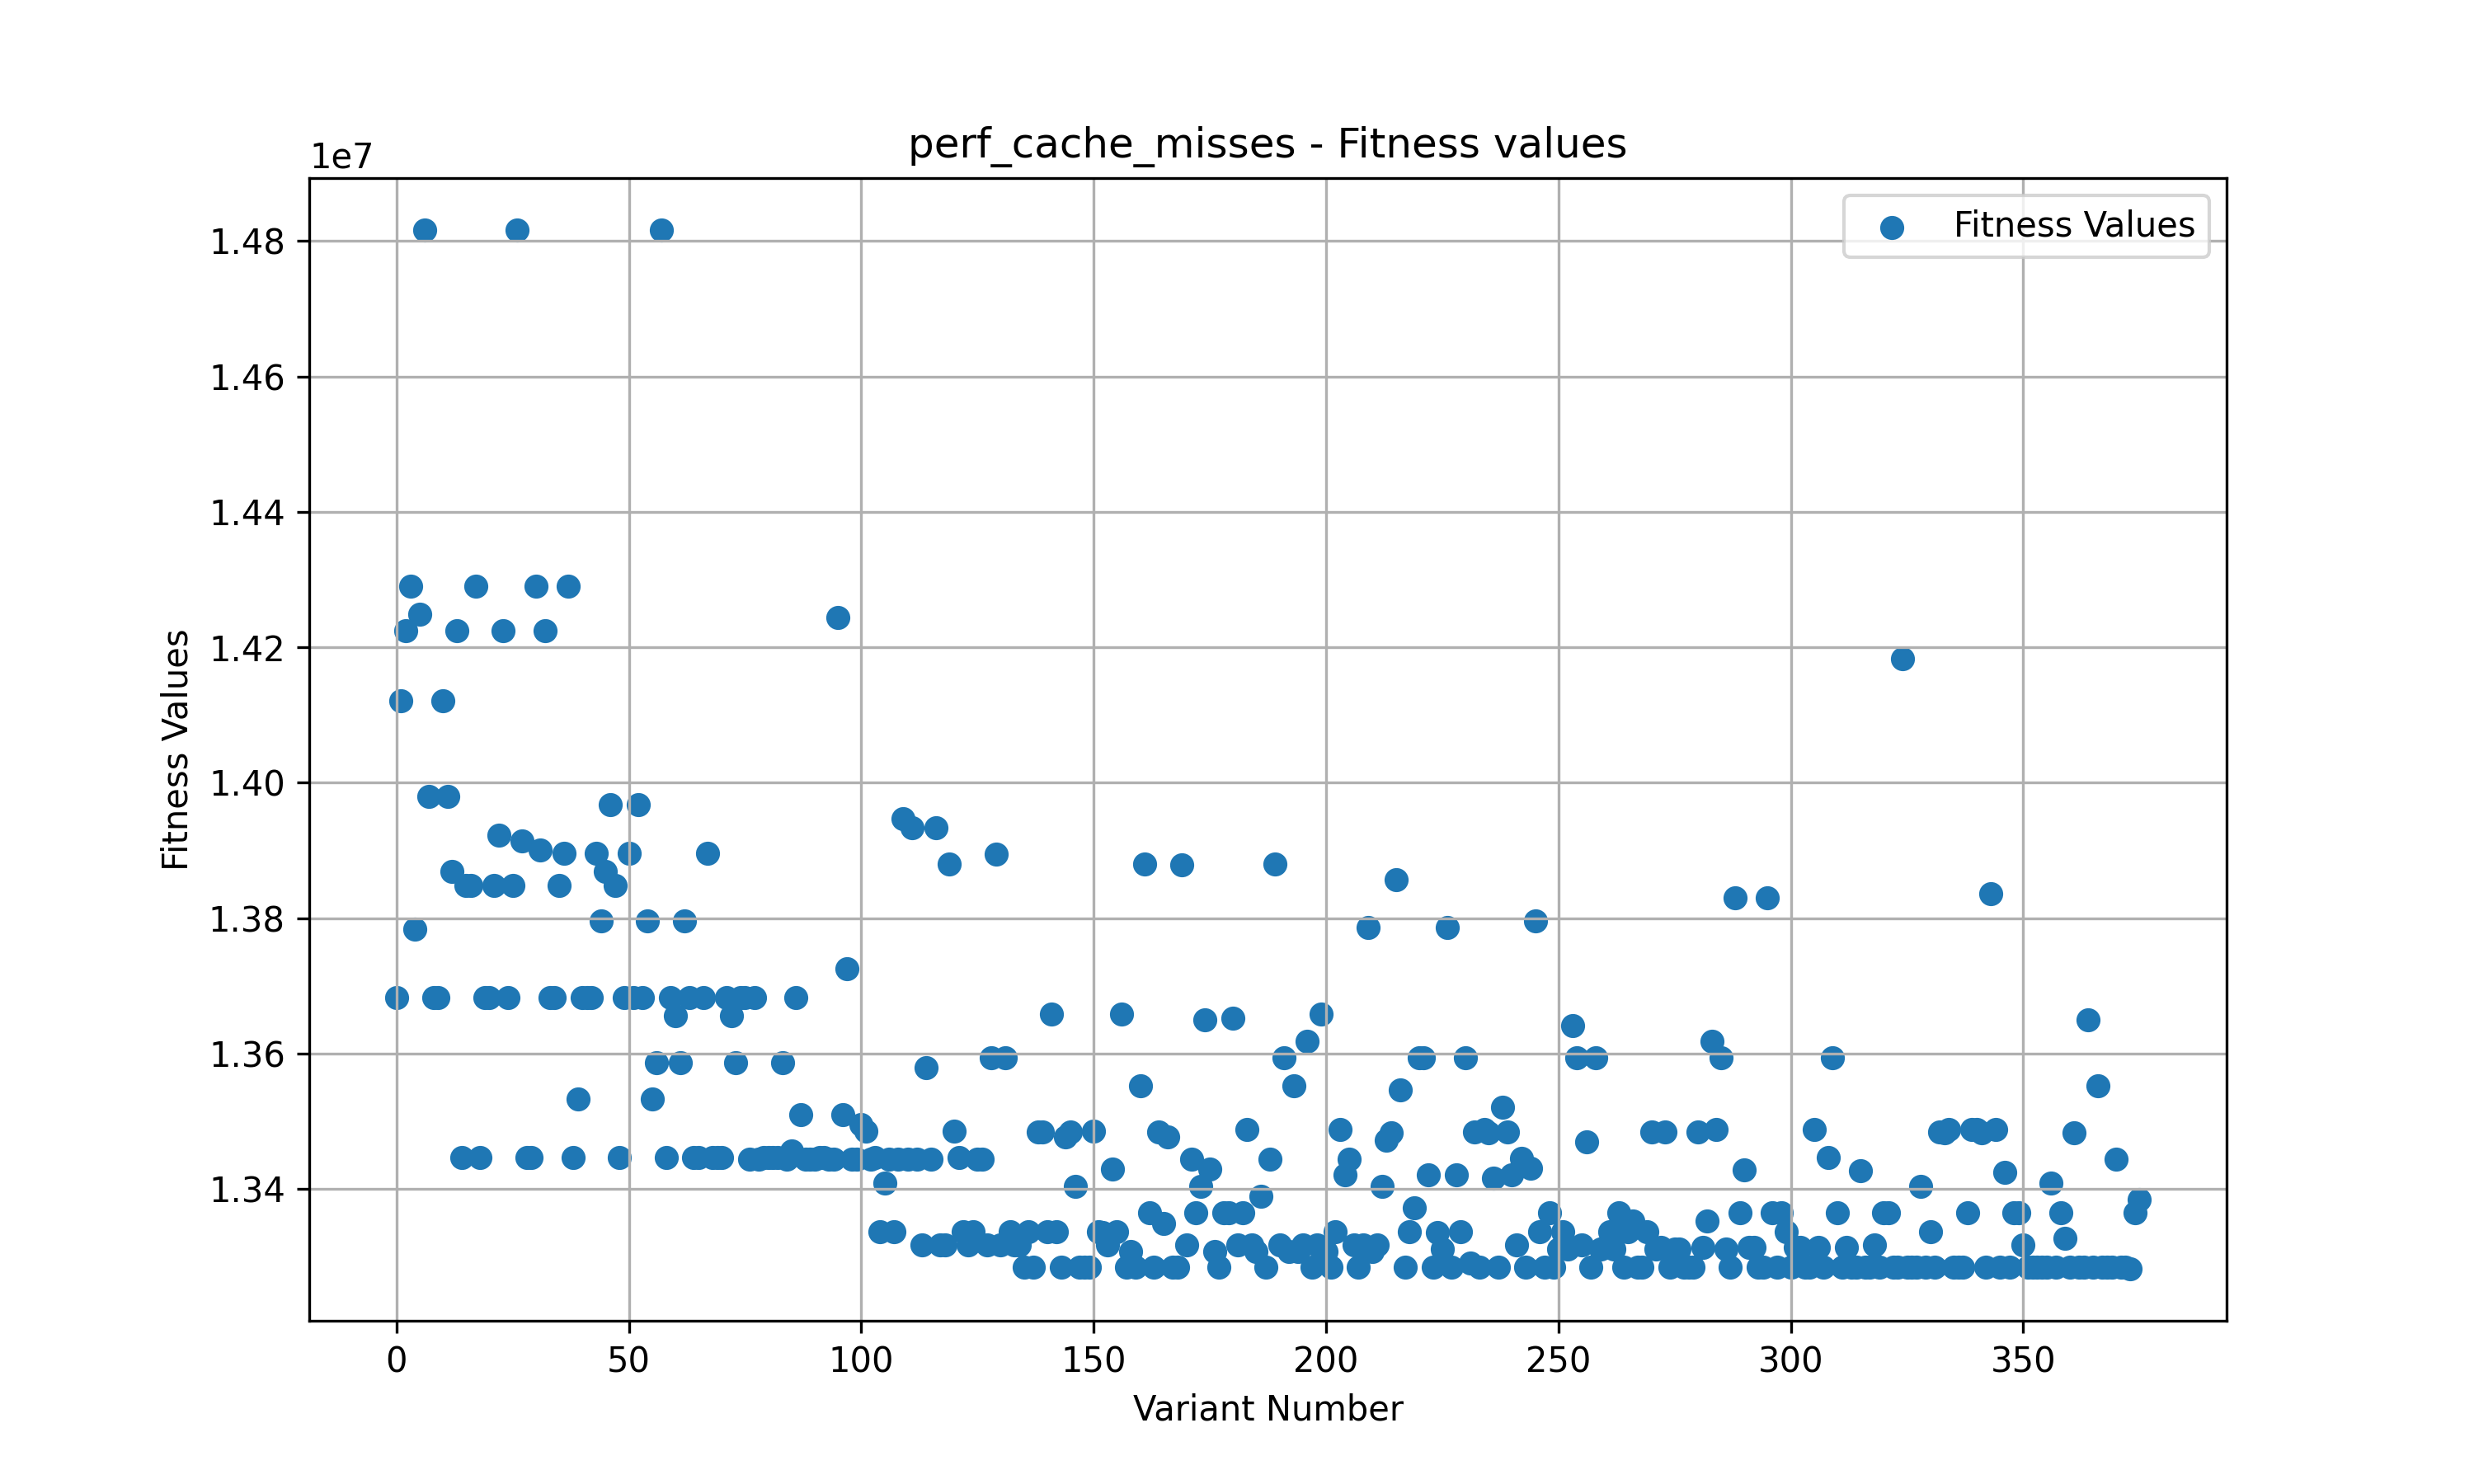 perf_cache_misses - Fitness values
1e7
Fitness Values
1.48
1.46
1.44
1.42
1.40
1.38
1.36
1.34
Fitness Values
0 50 100 150 200 250 300 350
Variant Number